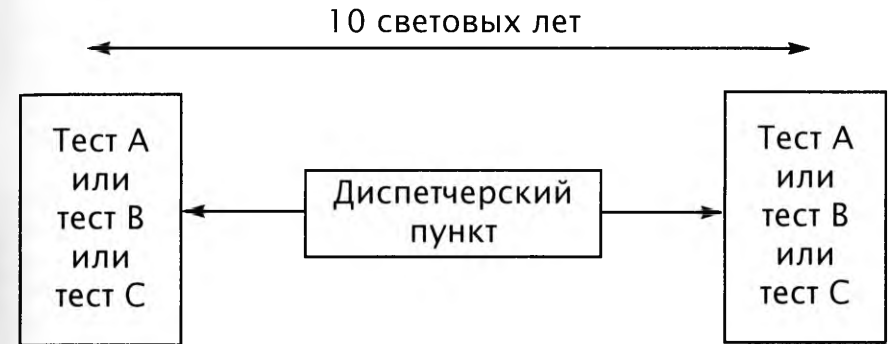 10 световых лет
Тест А
или
тест В
или
тест С
Диспетчерский
пункт
Тест А
или
тест В
или
тест С